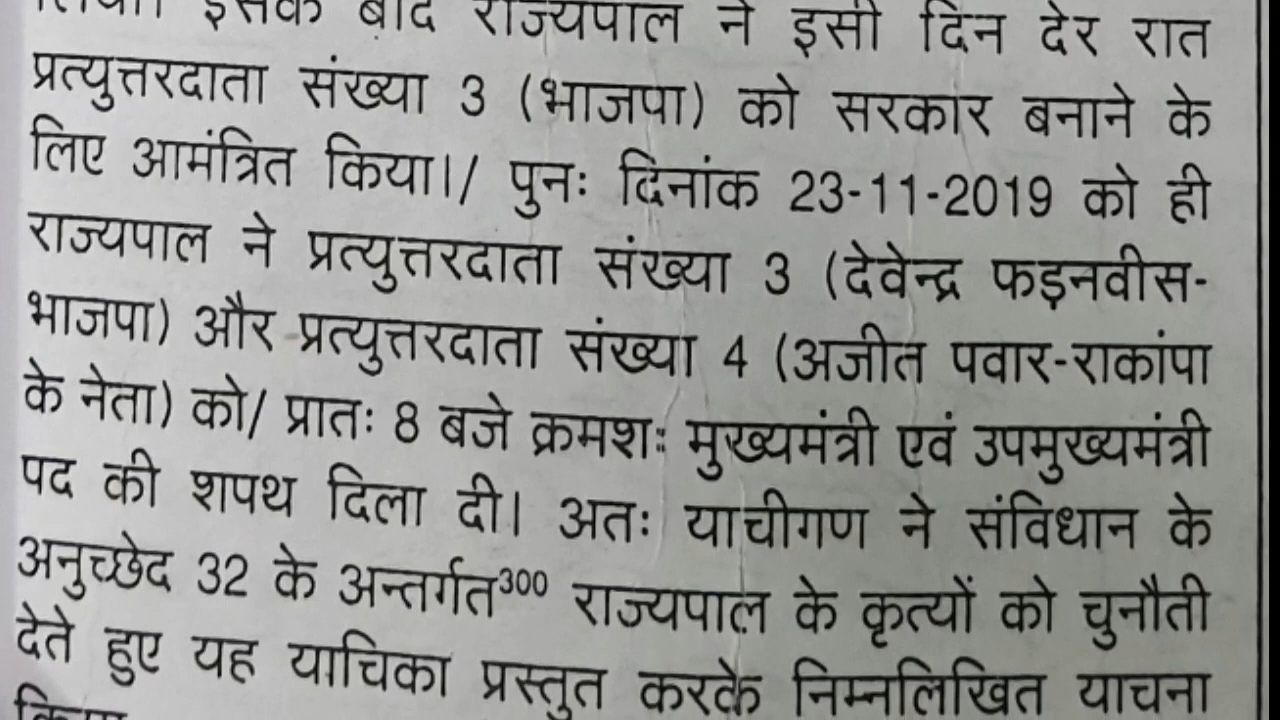 लिया। इसके बाद राज्यपाल ने इसी दिन देर रात
प्रत्युत्तरदाता संख्या 3 (भाजपा) को सरकार बनाने के
लिए आमंत्रित किया।/ पुनः दिनांक 23-11-2019 को ही
राज्यपाल ने प्रत्युत्तरदाता संख्या 3 (देवेन्द्र फड़नवीस-
भाजपा) और प्रत्युत्तरदाता संख्या 4 (अजीत पवार-राकांपा
के नेता) को/ प्रातः 8 बजे क्रमशः मुख्यमंत्री एवं उपमुख्यमंत्री
पद की शपथ दिला दी। अतः याचीगण ने संविधान के
अनुच्छेद 32 के अन्तर्गत³⁰⁰ राज्यपाल के कृत्यों को चुनौती
देते हुए यह याचिका प्रस्तुत करके निम्नलिखित याचना